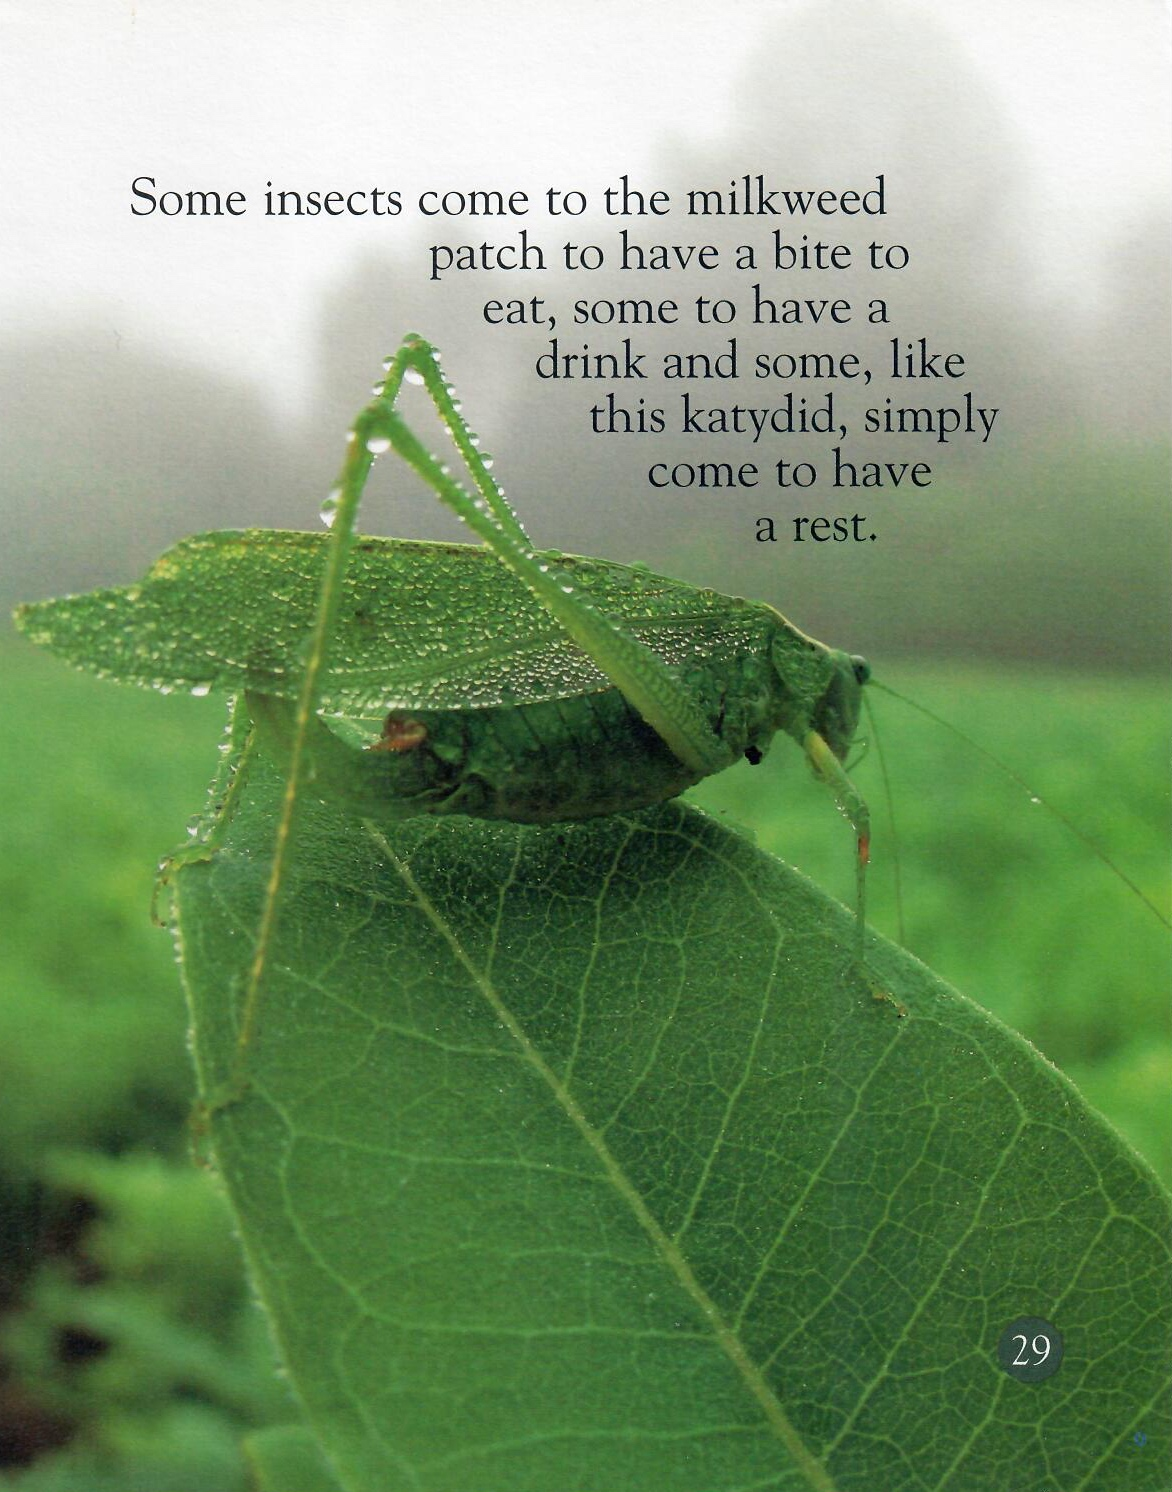 Some insects come to the milkweed
patch to have a bite to
eat, some to have a
drink and some, like
this katydid, simply
come to have
a rest.
29